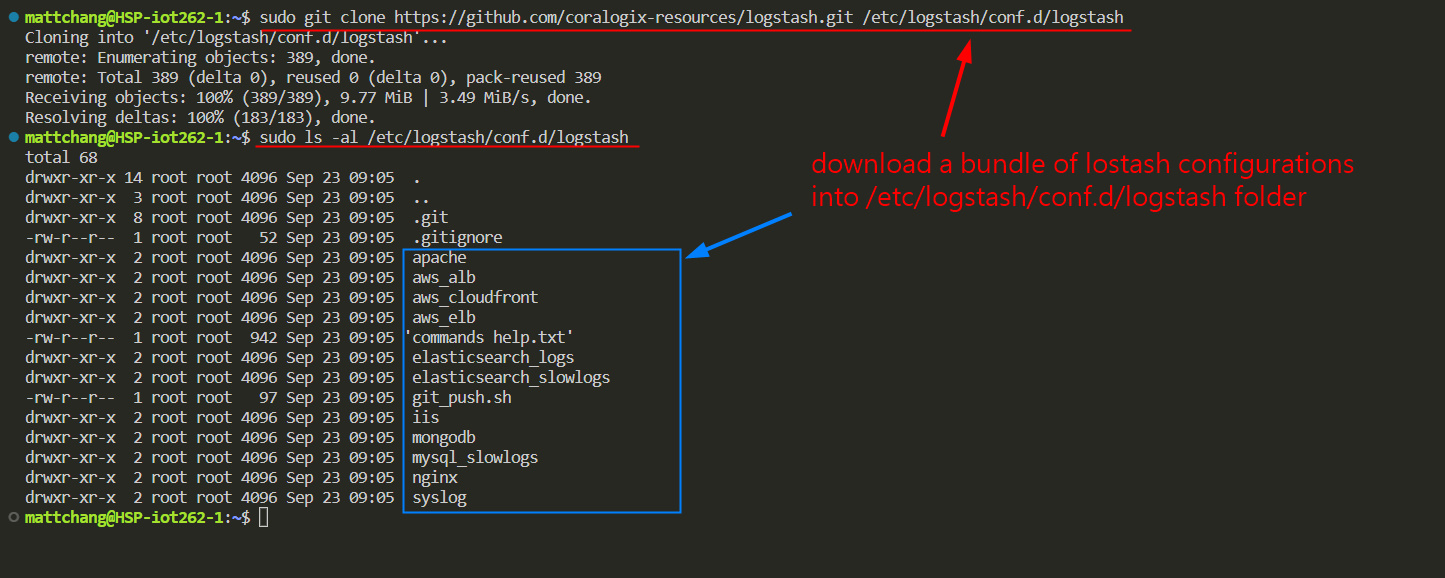 mattchang@HSP-iot262-1:~$ sudo git clone https://github.com/coralogix-resources/logstash.git /etc/logstash/conf.d/logstash
Cloning into '/etc/logstash/conf.d/logstash'...
remote: Enumerating objects: 389, done.
remote: Total 389 (delta 0), reused 0 (delta 0), pack-reused 389
Receiving objects: 100% (389/389), 9.77 MiB | 3.49 MiB/s, done.
Resolving deltas: 100% (183/183), done.
mattchang@HSP-iot262-1:~$ sudo ls -al /etc/logstash/conf.d/logstash
total 68
drwxr-xr-x 14 root root 4096 Sep 23 09:05  .
drwxr-xr-x  3 root root 4096 Sep 23 09:05  ..
drwxr-xr-x  8 root root 4096 Sep 23 09:05  .git
-rw-r--r--  1 root root   52 Sep 23 09:05  .gitignore
drwxr-xr-x  2 root root 4096 Sep 23 09:05  apache
drwxr-xr-x  2 root root 4096 Sep 23 09:05  aws_alb
drwxr-xr-x  2 root root 4096 Sep 23 09:05  aws_cloudfront
drwxr-xr-x  2 root root 4096 Sep 23 09:05  aws_elb
-rw-r--r--  1 root root  942 Sep 23 09:05 'commands help.txt'
drwxr-xr-x  2 root root 4096 Sep 23 09:05  elasticsearch_logs
drwxr-xr-x  2 root root 4096 Sep 23 09:05  elasticsearch_slowlogs
-rw-r--r--  1 root root   97 Sep 23 09:05  git_push.sh
drwxr-xr-x  2 root root 4096 Sep 23 09:05  iis
drwxr-xr-x  2 root root 4096 Sep 23 09:05  mongodb
drwxr-xr-x  2 root root 4096 Sep 23 09:05  mysql_slowlogs
drwxr-xr-x  2 root root 4096 Sep 23 09:05  nginx
drwxr-xr-x  2 root root 4096 Sep 23 09:05  syslog
mattchang@HSP-iot262-1:~$
download a bundle of lostash configurations
into /etc/logstash/conf.d/logstash folder